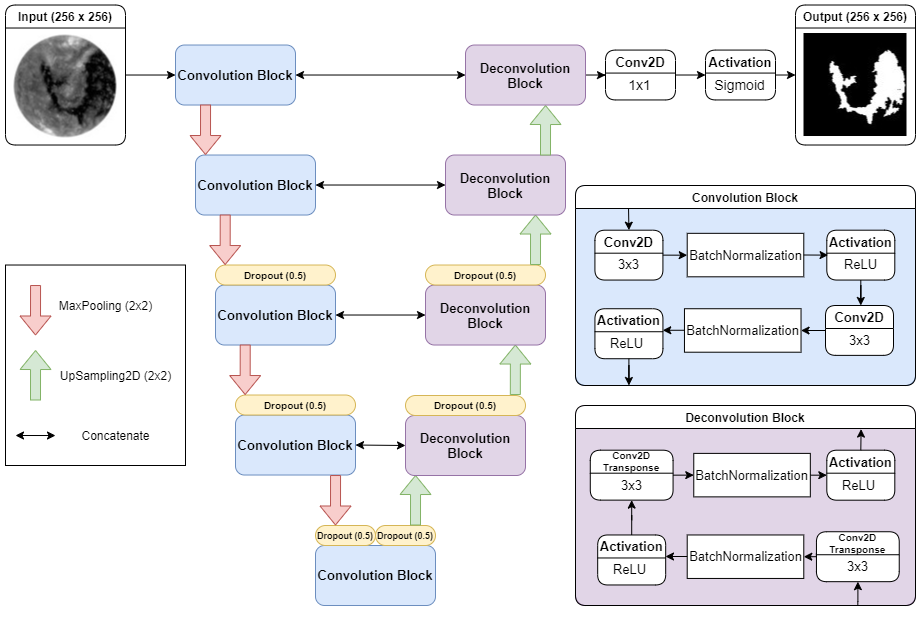 Input (256 x 256)
Output (256 x 256)
Convolution Block
Deconvolution
Block
Conv2D
1x1
Activation
Sigmoid
Convolution Block
Deconvolution
Block
Dropout (0.5)
Convolution Block
Dropout (0.5)
Deconvolution
Block
Dropout (0.5)
Convolution Block
Dropout (0.5)
Deconvolution
Block
Dropout (0.5)
Dropout (0.5)
Convolution Block
MaxPooling (2x2)
UpSampling2D (2x2)
Concatenate
Convolution Block
Conv2D
3x3
BatchNormalization
Activation
ReLU
Activation
ReLU
BatchNormalization
Conv2D
3x3
Deconvolution Block
Conv2D
Transponse
3x3
BatchNormalization
Activation
ReLU
Activation
ReLU
BatchNormalization
Conv2D
Transponse
3x3